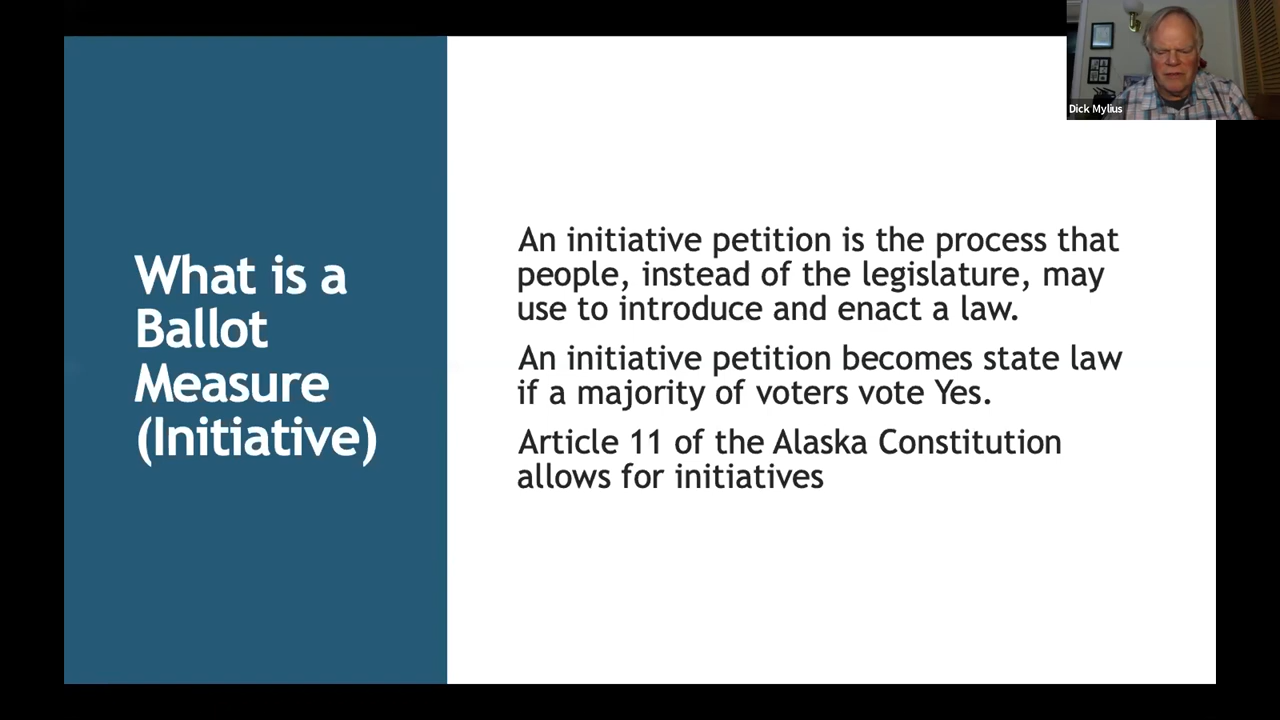 What is a
Ballot
Measure
(Initiative)
An initiative petition is the process that
people, instead of the legislature, may
use to introduce and enact a law.
An initiative petition becomes state law
if a majority of voters vote Yes.
Article 11 of the Alaska Constitution
allows for initiatives
Dick Mylius